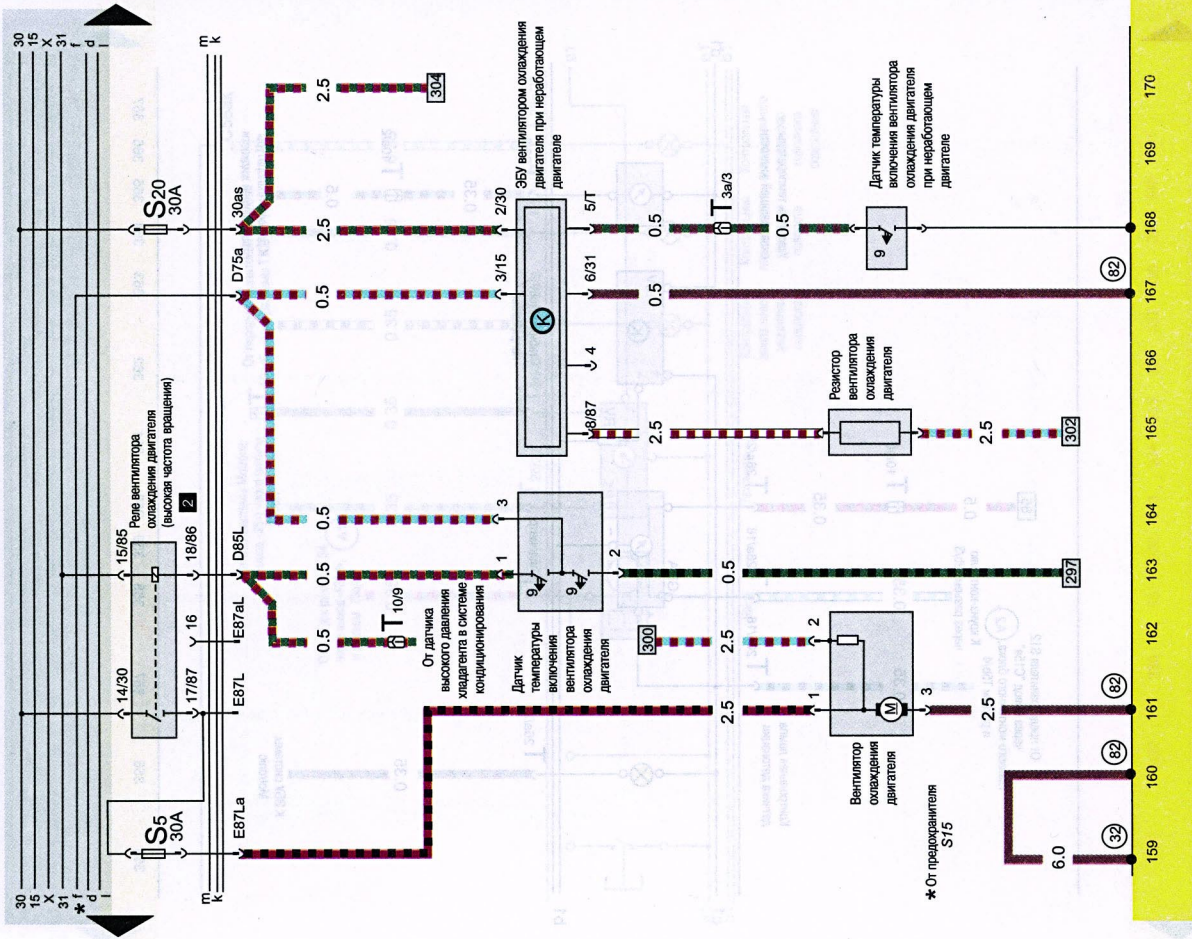 30
15
X
31
f
d
l
30
15
X
31
* f
d
l
m
k
m
k
S20
30A
30as
2.5
304
2.5
2/30
D75a
0.5
3/15
ЭБУ вентилятором охлаждения
двигателя при неработающем
двигателе
K
5/T
6/31
4
8/87
0.5
T 3a/3
0.5
Датчик температуры
включения вентилятора
охлаждения двигателя
при неработающем
двигателе
9
0.5
82
2.5
Резистор
вентилятора
охлаждения
двигателя
2.5
302
Реле вентилятора
охлаждения двигателя
(высокая частота вращения)
2
15/85
18/86
14/30
17/87
16
D85L
E87aL
E87L
E87La
S5
30A
0.5
0.5
0.5
T 10/9
От датчика
высокого давления
хладагента в системе
кондиционирования
3
1
2
9
9
Датчик
температуры
включения
вентилятора
охлаждения
двигателя
0.5
297
300
2.5
2
1
2.5
M
3
2.5
82
Вентилятор
охлаждения
двигателя
* От предохранителя
S15
82
32
6.0
159
160
161
162
163
164
165
166
167
168
169
170